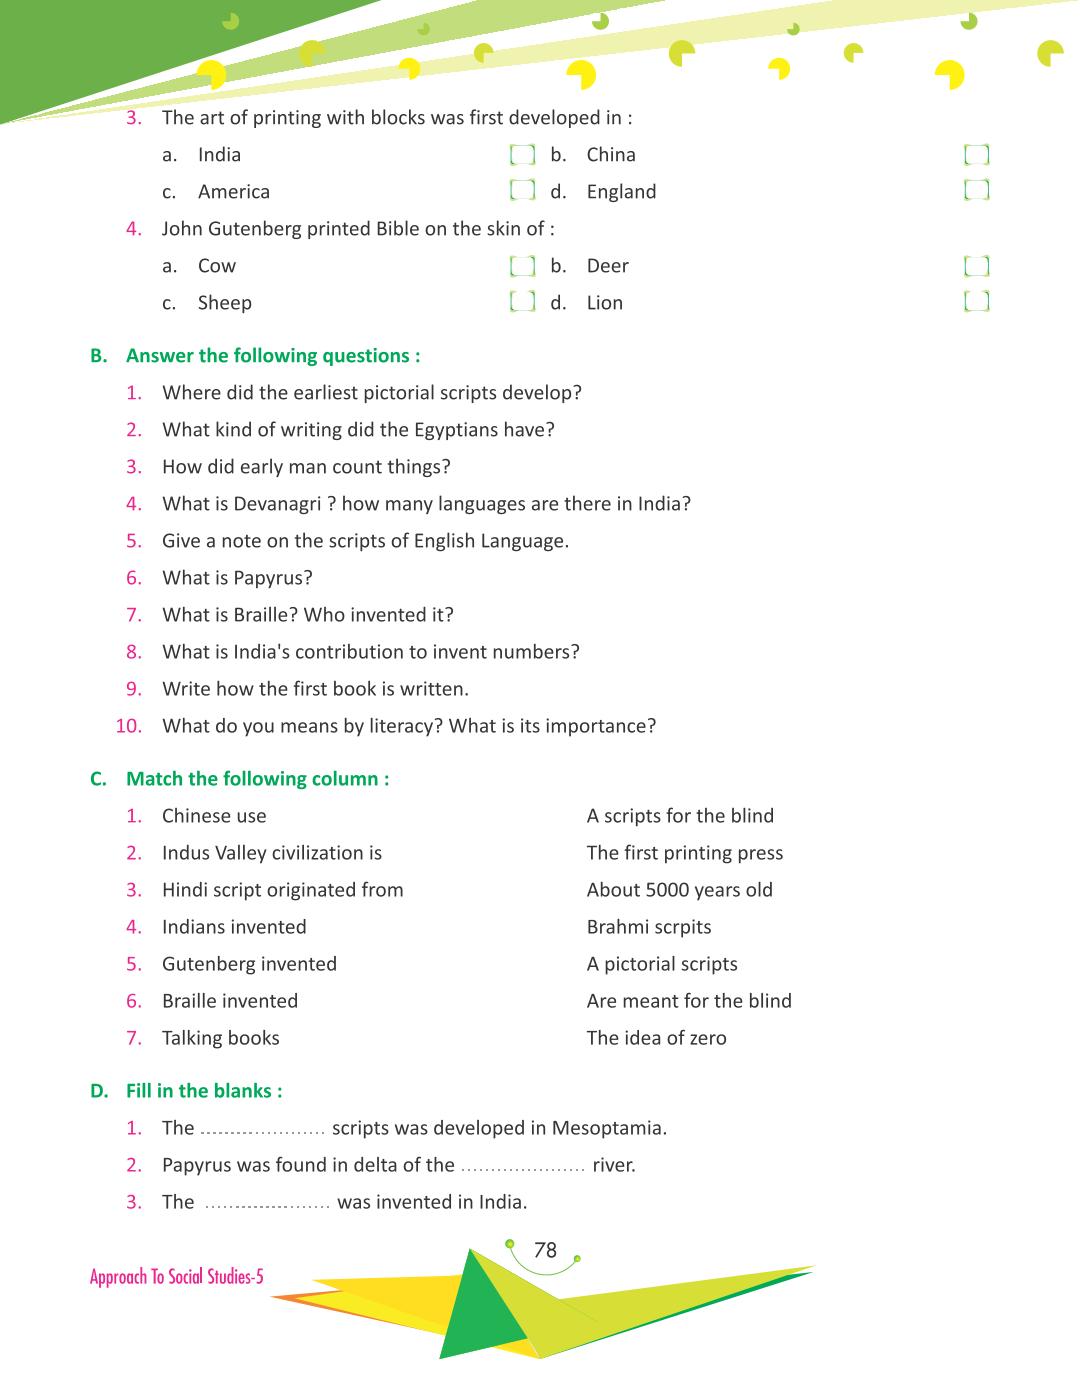 3. The art of printing with blocks was first developed in :
a. India b. China
c. America d. England
4. John Gutenberg printed Bible on the skin of :
a. Cow b. Deer
c. Sheep d. Lion
B. Answer the following questions :
1. Where did the earliest pictorial scripts develop?
2. What kind of writing did the Egyptians have?
3. How did early man count things?
4. What is Devanagri ? how many languages are there in India?
5. Give a note on the scripts of English Language.
6. What is Papyrus?
7. What is Braille? Who invented it?
8. What is India's contribution to invent numbers?
9. Write how the first book is written.
10. What do you means by literacy? What is its importance?
C. Match the following column :
1. Chinese use A scripts for the blind
2. Indus Valley civilization is The first printing press
3. Hindi script originated from About 5000 years old
4. Indians invented Brahmi scrpits
5. Gutenberg invented A pictorial scripts
6. Braille invented Are meant for the blind
7. Talking books The idea of zero
D. Fill in the blanks :
1. The ..................... scripts was developed in Mesoptamia.
2. Papyrus was found in delta of the ..................... river.
3. The ..................... was invented in India.
78
Approach To Social Studies-5